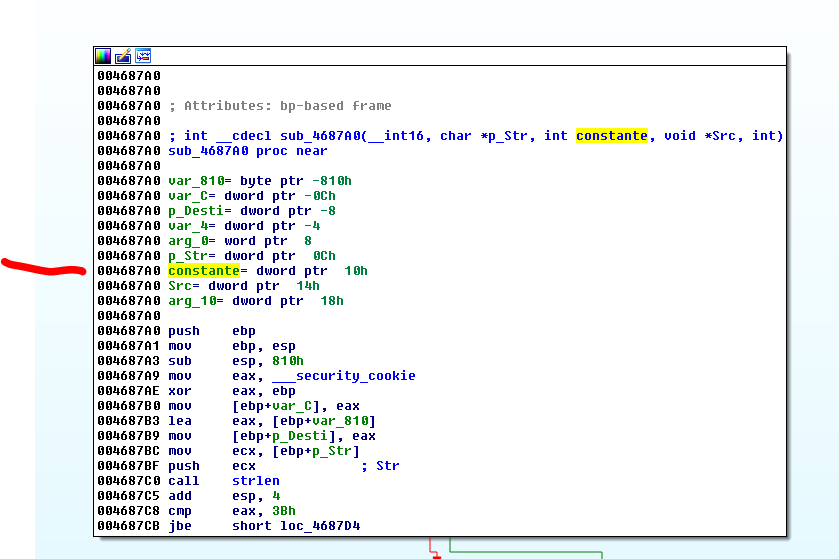 004687A0
004687A0
004687A0 ; Attributes: bp-based frame
004687A0
004687A0 ; int __cdecl sub_4687A0(__int16, char *p_Str, int constante, void *Src, int)
004687A0 sub_4687A0 proc near
004687A0
004687A0 var_810= byte ptr -810h
004687A0 var_C= dword ptr -0Ch
004687A0 p_Desti= dword ptr -8
004687A0 var_4= dword ptr -4
004687A0 arg_0= word ptr  8
004687A0 p_Str= dword ptr  0Ch
004687A0 constante= dword ptr  10h
004687A0 Src= dword ptr  14h
004687A0 arg_10= dword ptr  18h
004687A0
004687A0 push    ebp
004687A1 mov     ebp, esp
004687A3 sub     esp, 810h
004687A9 mov     eax, ___security_cookie
004687AE xor     eax, ebp
004687B0 mov     [ebp+var_C], eax
004687B3 lea     eax, [ebp+var_810]
004687B9 mov     [ebp+p_Desti], eax
004687BC mov     ecx, [ebp+p_Str]
004687BF push    ecx             ; Str
004687C0 call    strlen
004687C5 add     esp, 4
004687C8 cmp     eax, 3Bh
004687CB jbe     short loc_4687D4